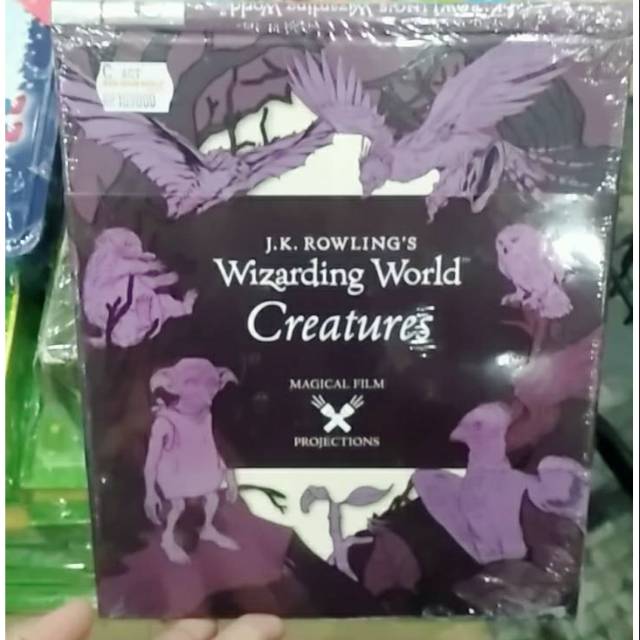 J.K. ROWLING'S
Wizarding World
Creatures
MAGICAL FILM
PROJECTIONS